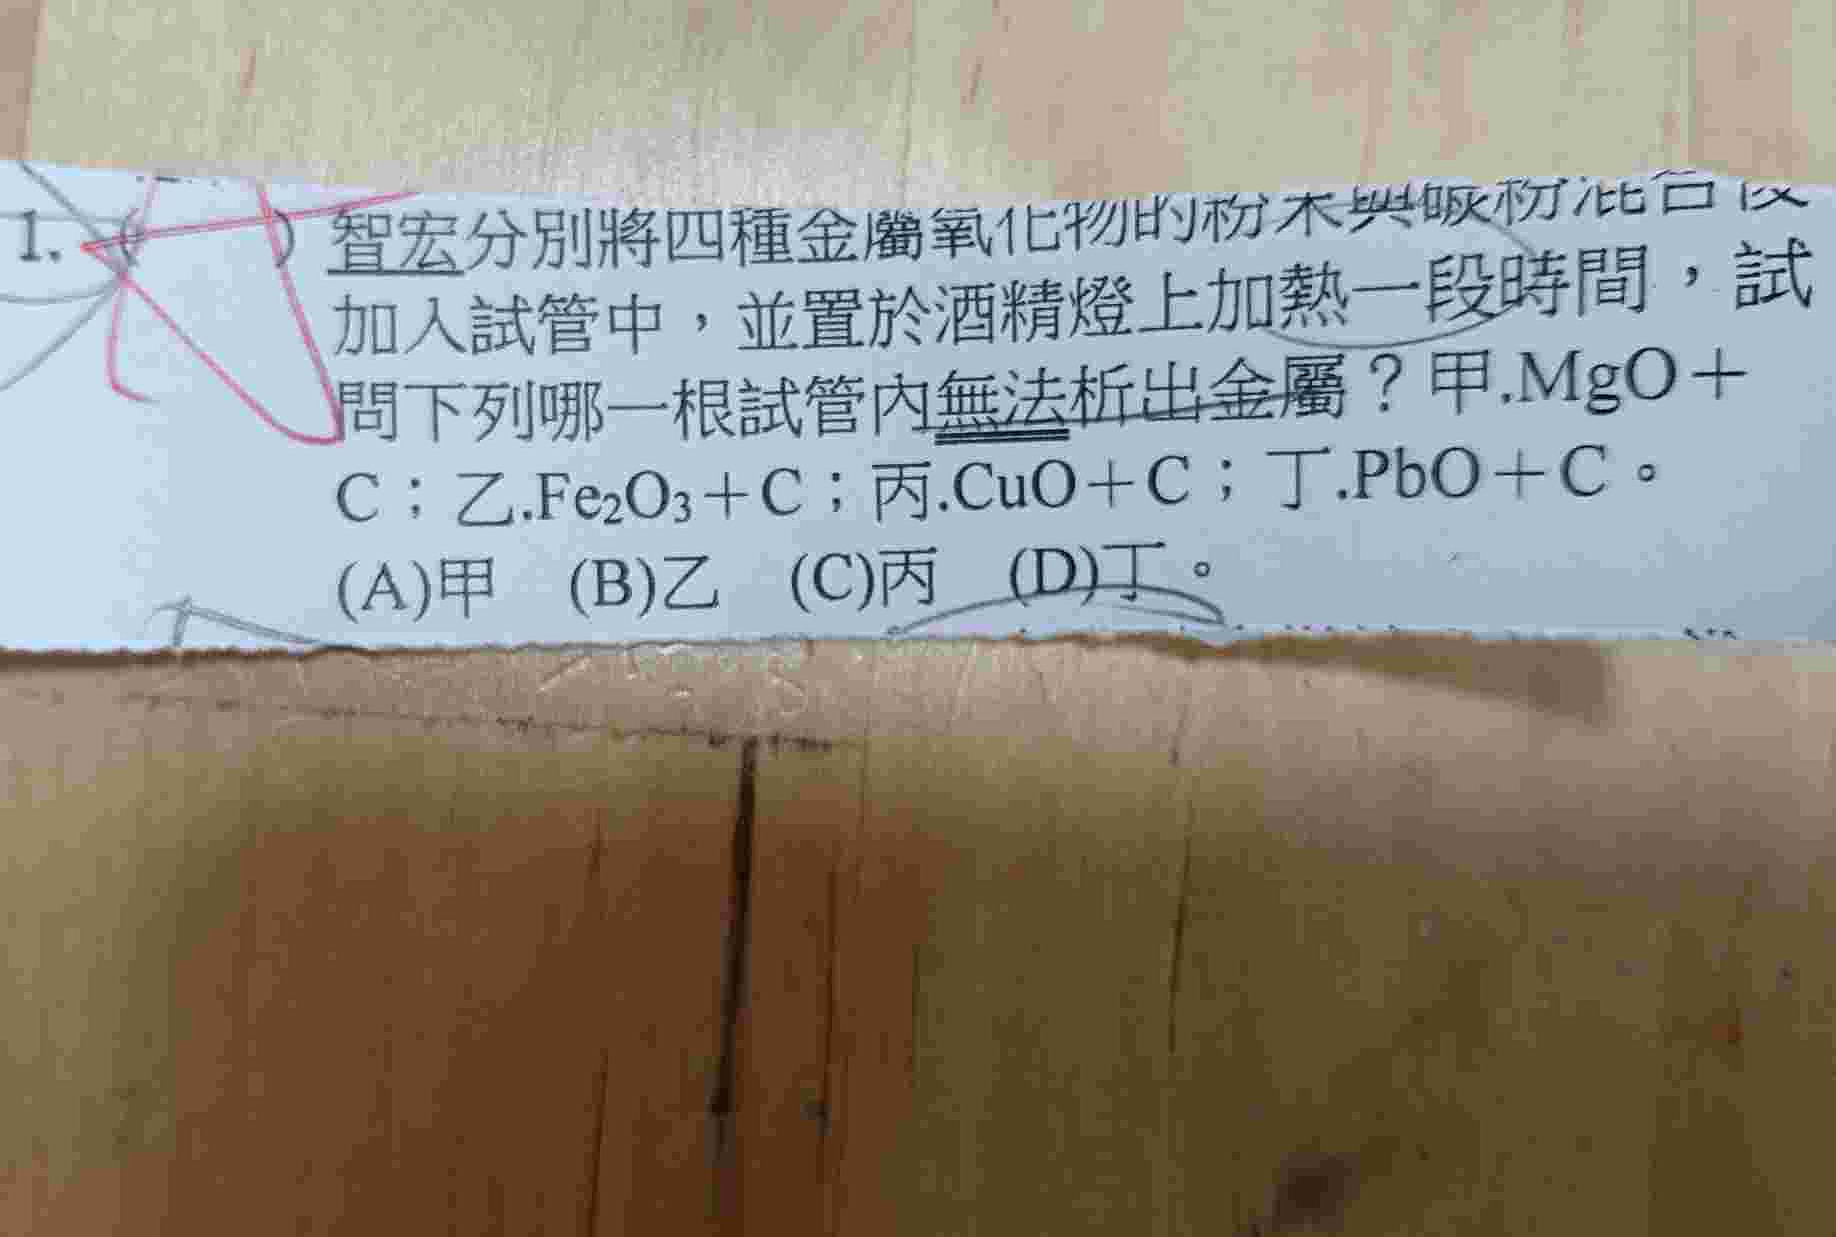 1. ( ) 智宏分別將四種金屬氧化物的粉末與碳粉混合後
加入試管中，並置於酒精燈上加熱一段時間，試
問下列哪一根試管內無法析出金屬？甲.MgO＋
C；乙.Fe₂O₃＋C；丙.CuO＋C；丁.PbO＋C。
(A)甲 (B)乙 (C)丙 (D)丁。